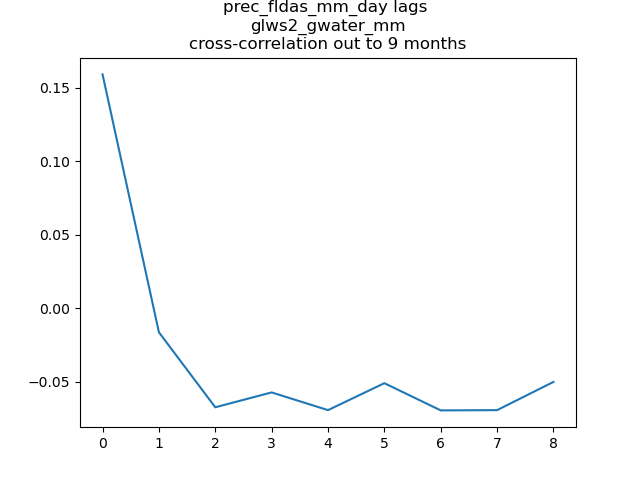 prec_fldas_mm_day lags
glws2_gwater_mm
cross-correlation out to 9 months
0.15
0.10
0.05
0.00
−0.05
0 1 2 3 4 5 6 7 8